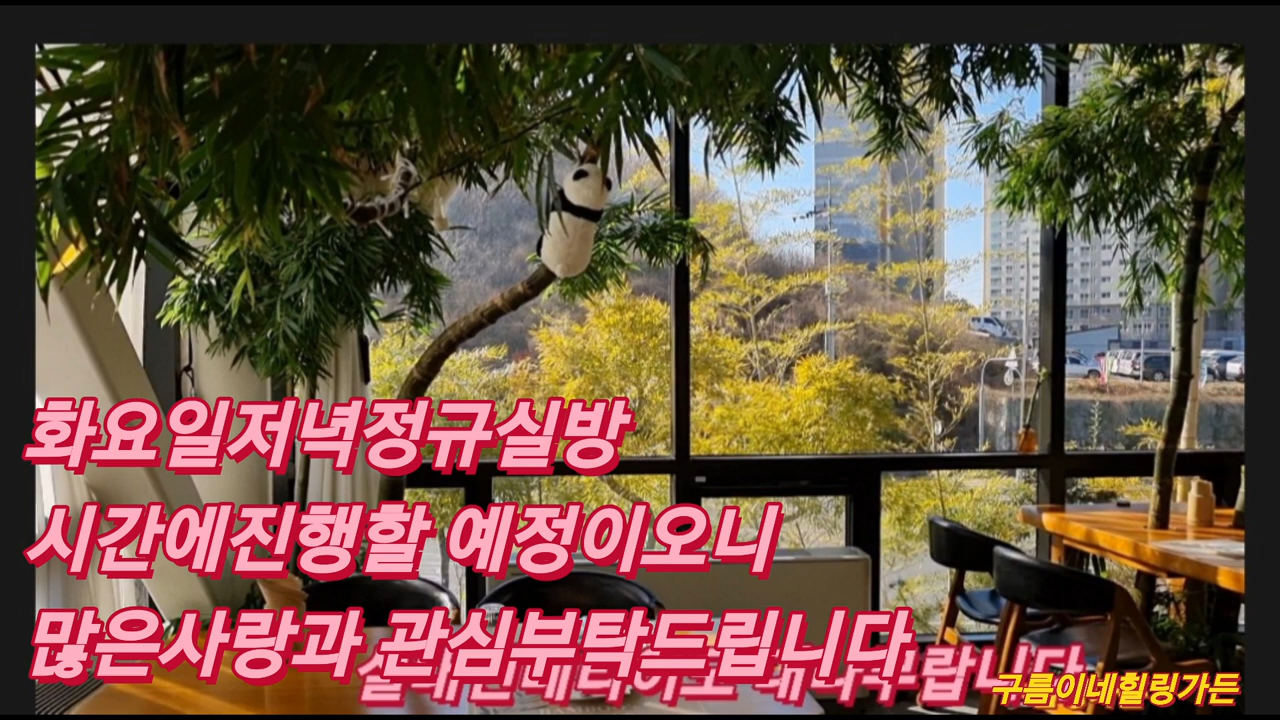 화요일저녁정규실방
시간에진행할 예정이오니
많은사랑과 관심부탁드립니다
구름이네힐링가든